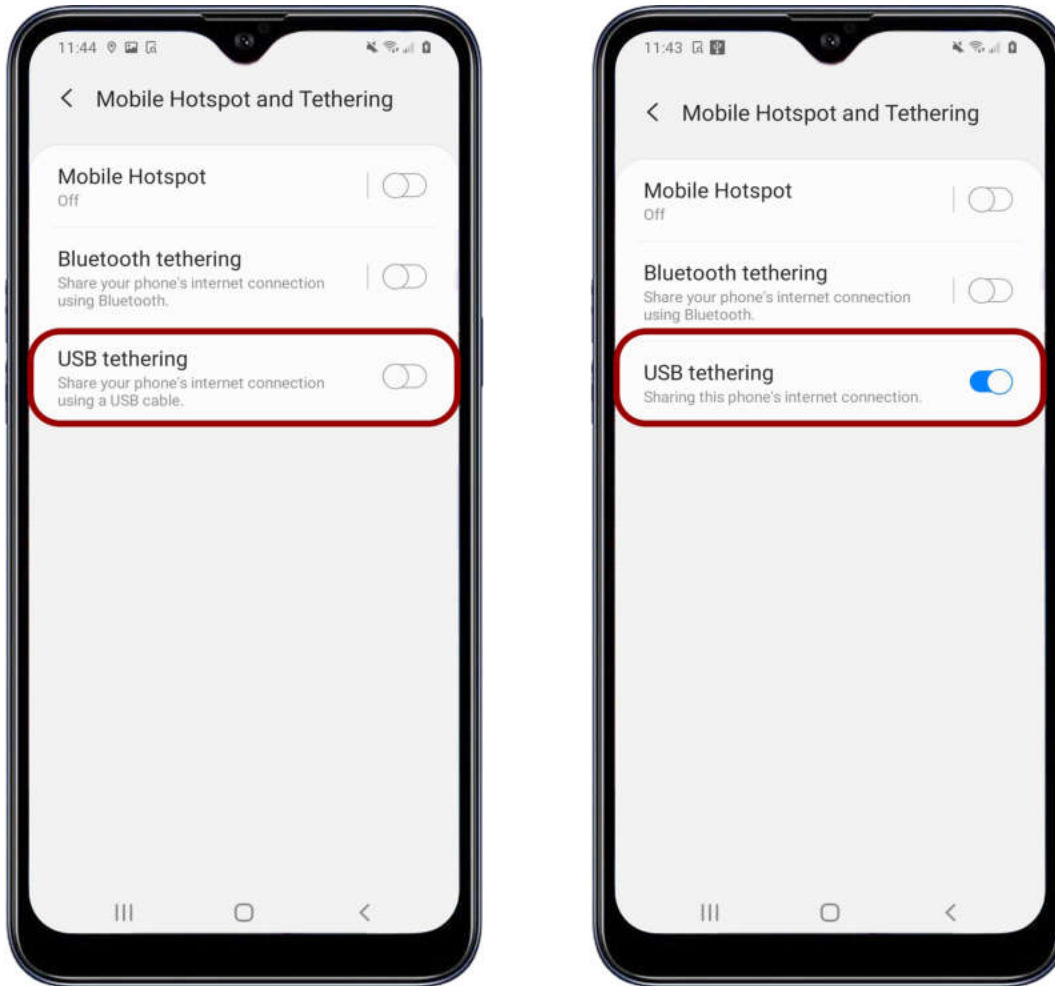 11:44
Mobile Hotspot and Tethering
Mobile Hotspot
Off
Bluetooth tethering
Share your phone's internet connection
using Bluetooth.
USB tethering
Share your phone's internet connection
using a USB cable.
11:43
Mobile Hotspot and Tethering
Mobile Hotspot
Off
Bluetooth tethering
Share your phone's internet connection
using Bluetooth.
USB tethering
Sharing this phone's internet connection.